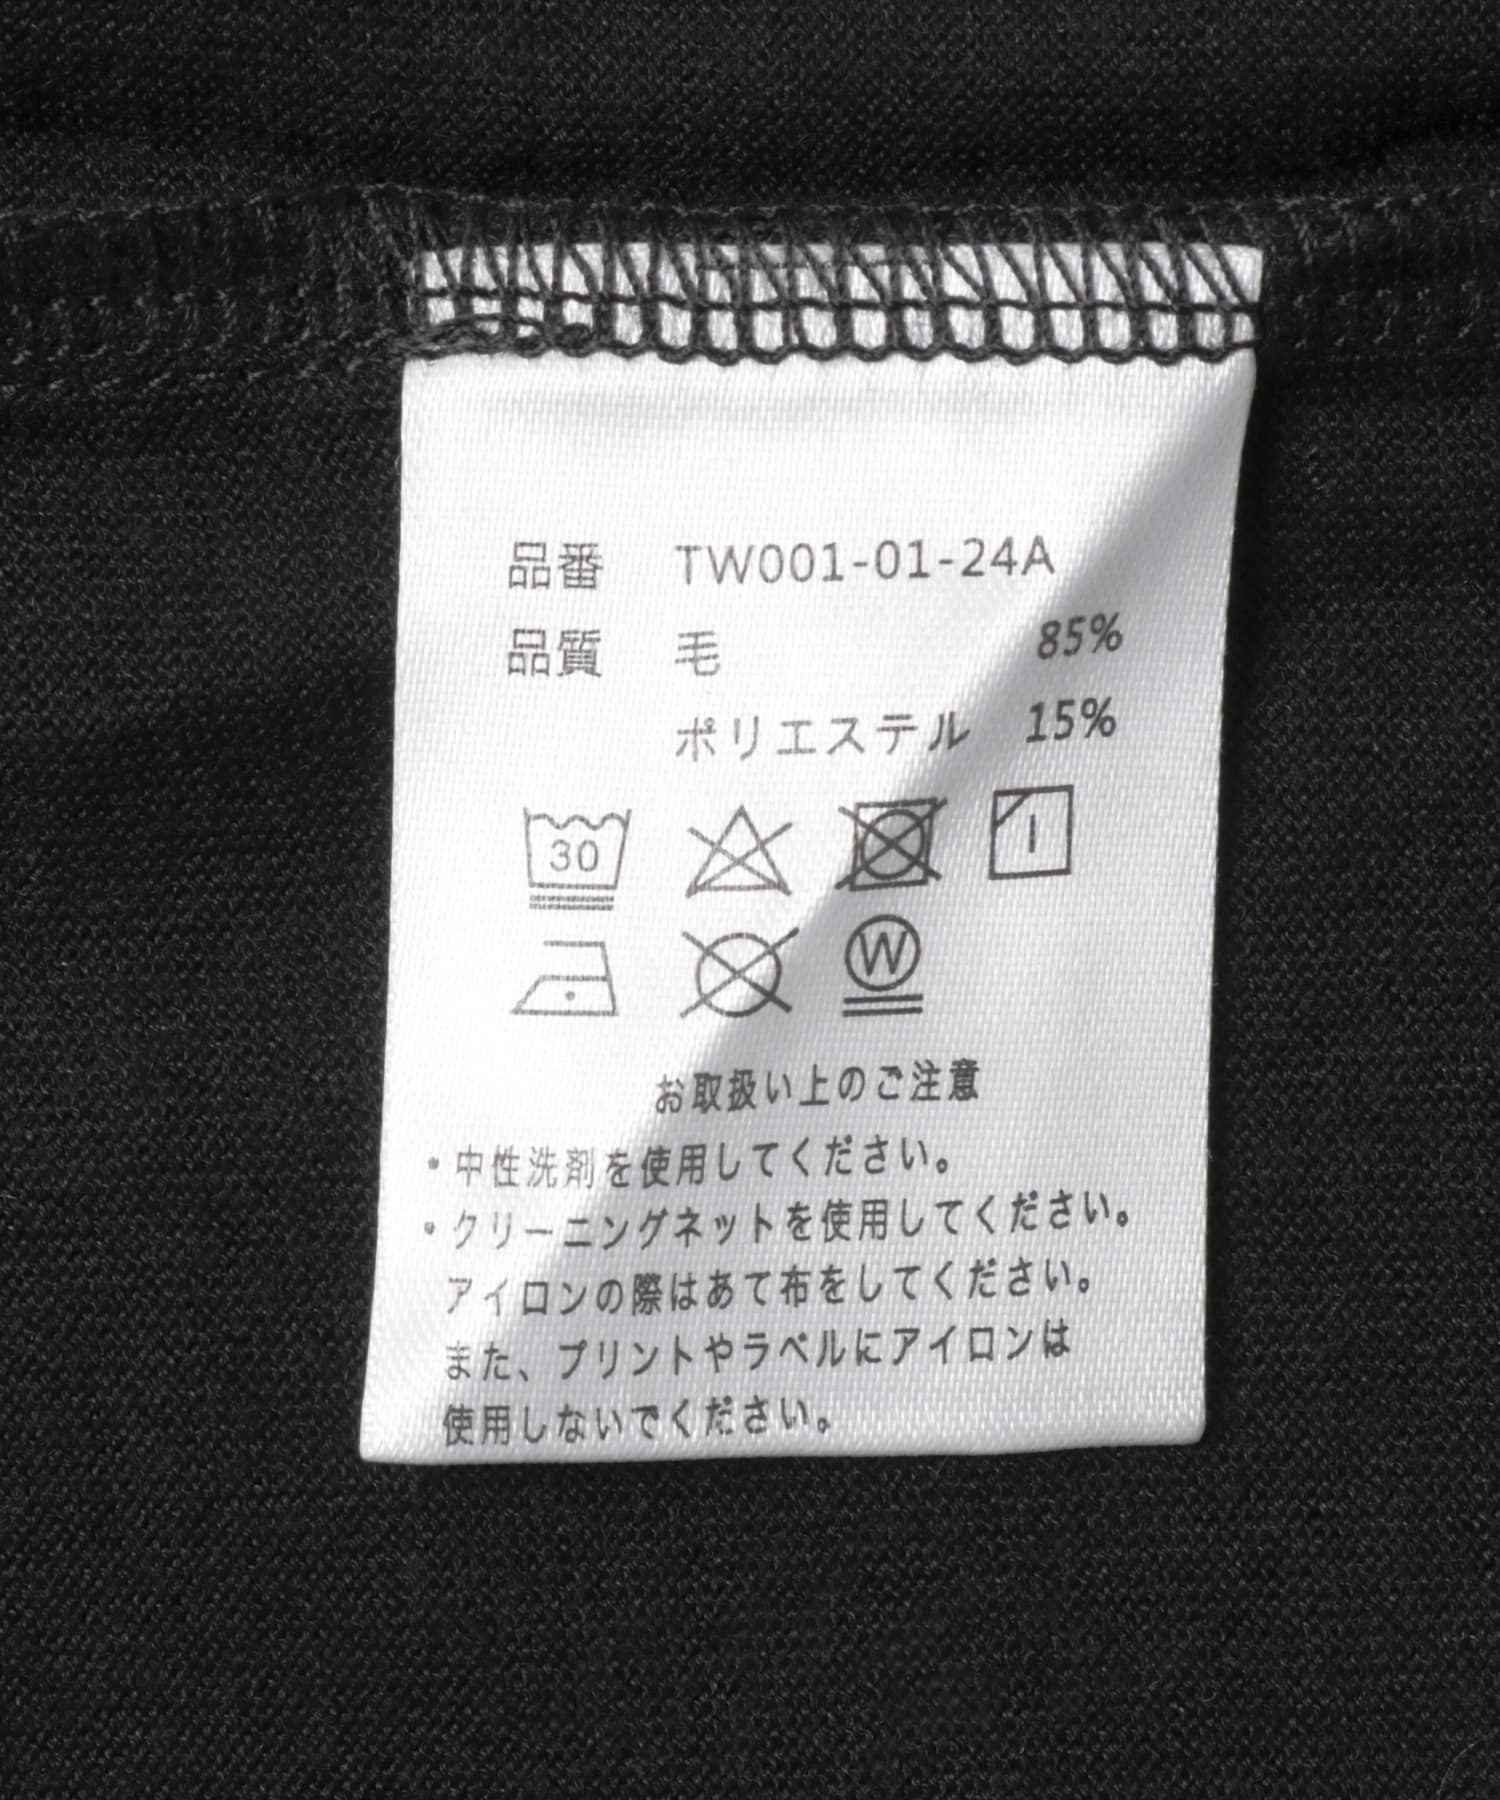 品番 TW001-01-24A
品質 毛 85%
ポリエステル 15%
30
W
お取扱い上のご注意
・中性洗剤を使用してください。
・クリーニングネットを使用してください。
アイロンの際はあて布をしてください。
また、プリントやラベルにアイロンは
使用しないでください。